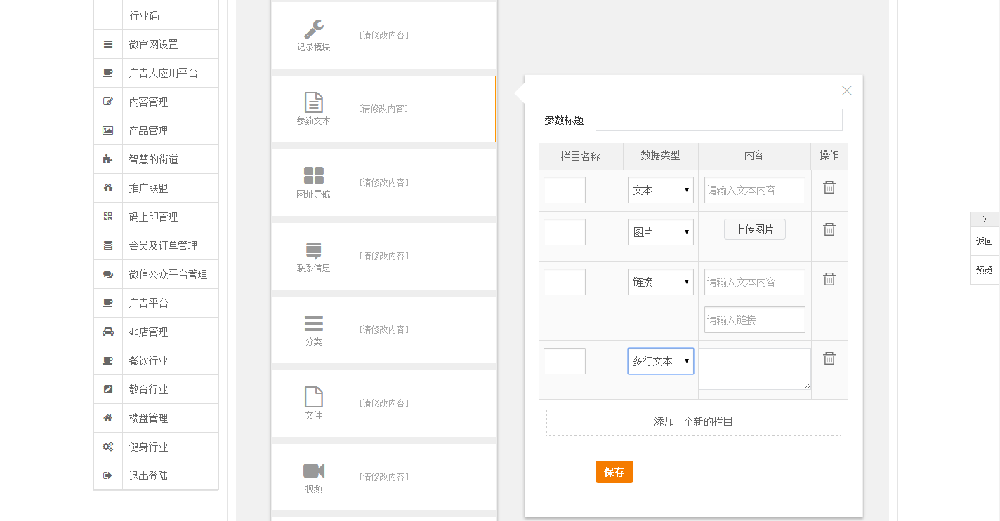 行业码
微官网设置
广告人应用平台
内容管理
产品管理
智慧的街道
推广联盟
码上印管理
会员及订单管理
微信公众平台管理
广告平台
4S店管理
餐饮行业
教育行业
楼盘管理
健身行业
退出登陆
记录模块
[请修改内容]
参数文本
[请修改内容]
网址导航
[请修改内容]
联系信息
[请修改内容]
分类
[请修改内容]
文件
[请修改内容]
视频
[请修改内容]
参数标题
栏目名称 数据类型 内容 操作
文本 请输入文本内容
图片 上传图片
链接 请输入文本内容
请输入链接
多行文本
添加一个新的栏目
保存
返回
预览